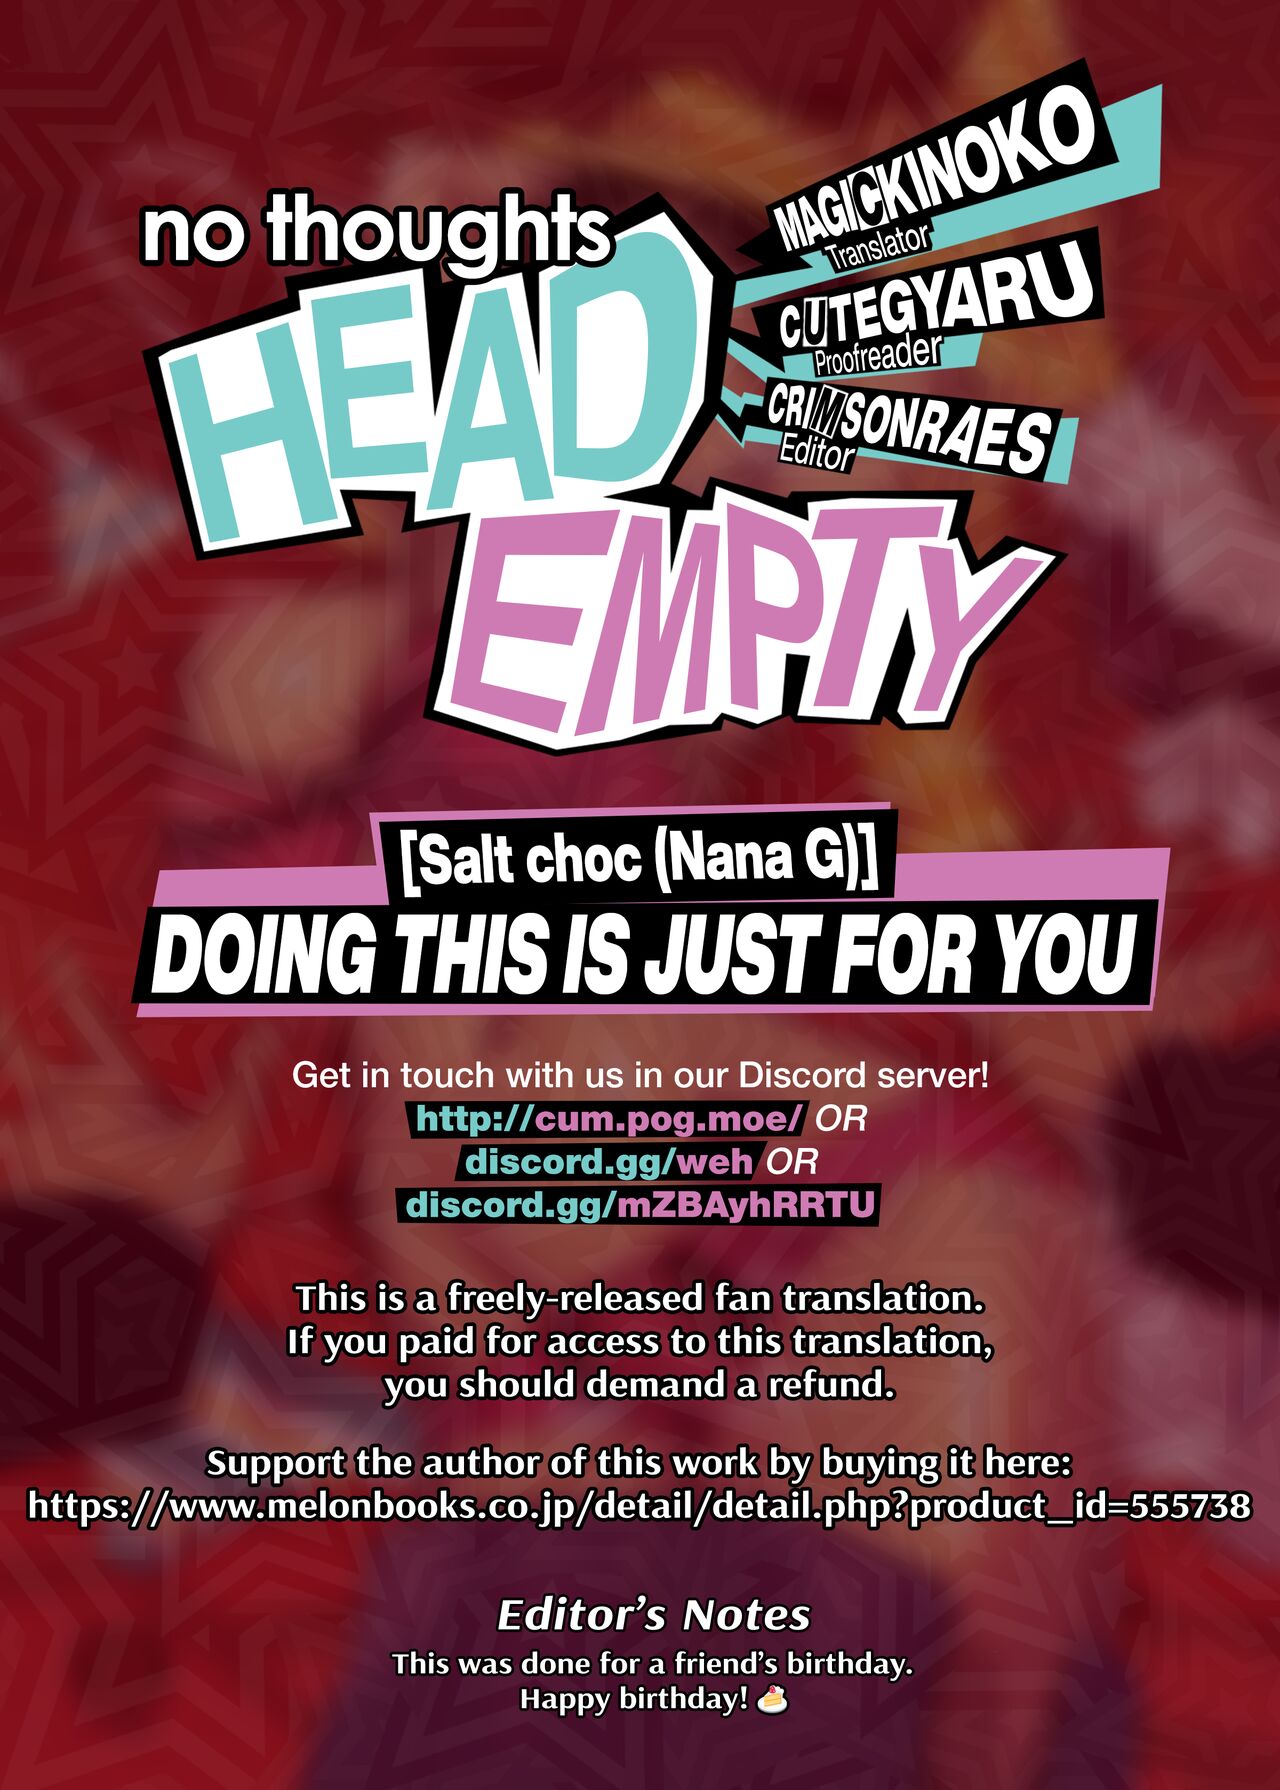 no thoughts
HEAD
EMPTY
MAGICKINOKO
Translator
CUTEGYARU
Proofreader
CRIMSONRAES
Editor
[Salt choc (Nana G)]
DOING THIS IS JUST FOR YOU
Get in touch with us in our Discord server!
http://cum.pog.moe/ OR
discord.gg/weh OR
discord.gg/mZBAyhRRTU
This is a freely-released fan translation.
If you paid for access to this translation,
you should demand a refund.
Support the author of this work by buying it here:
https://www.melonbooks.co.jp/detail/detail.php?product_id=555738
Editor's Notes
This was done for a friend's birthday.
Happy birthday! 🍰